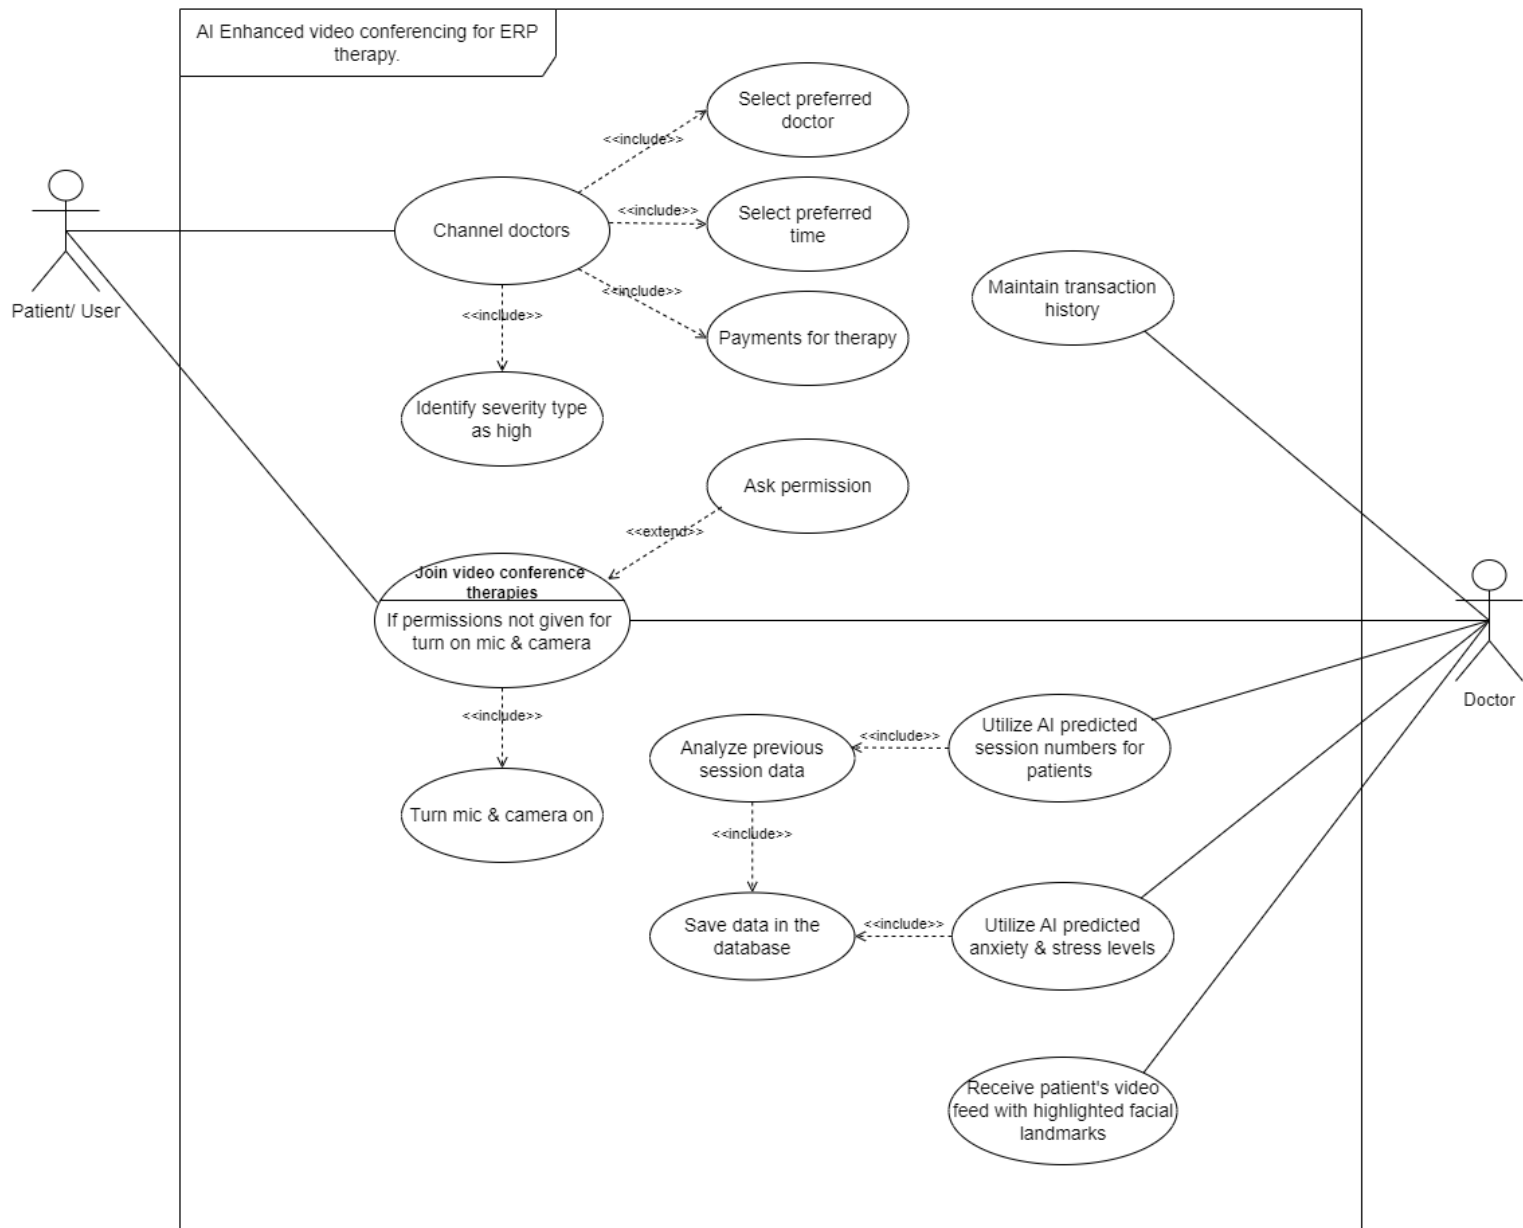 AI Enhanced video conferencing for ERP
therapy.
Select preferred
doctor
<<include>>
Channel doctors
<<include>>
Select preferred
time
<<include>>
Payments for therapy
<<include>>
Identify severity type
as high
Patient/ User
Maintain transaction
history
Ask permission
<<extend>>
Join video conference
therapies
If permissions not given for
turn on mic & camera
<<include>>
Turn mic & camera on
Doctor
Utilize AI predicted
session numbers for
patients
<<include>>
Analyze previous
session data
<<include>>
Save data in the
database
<<include>>
Utilize AI predicted
anxiety & stress levels
Receive patient's video
feed with highlighted facial
landmarks